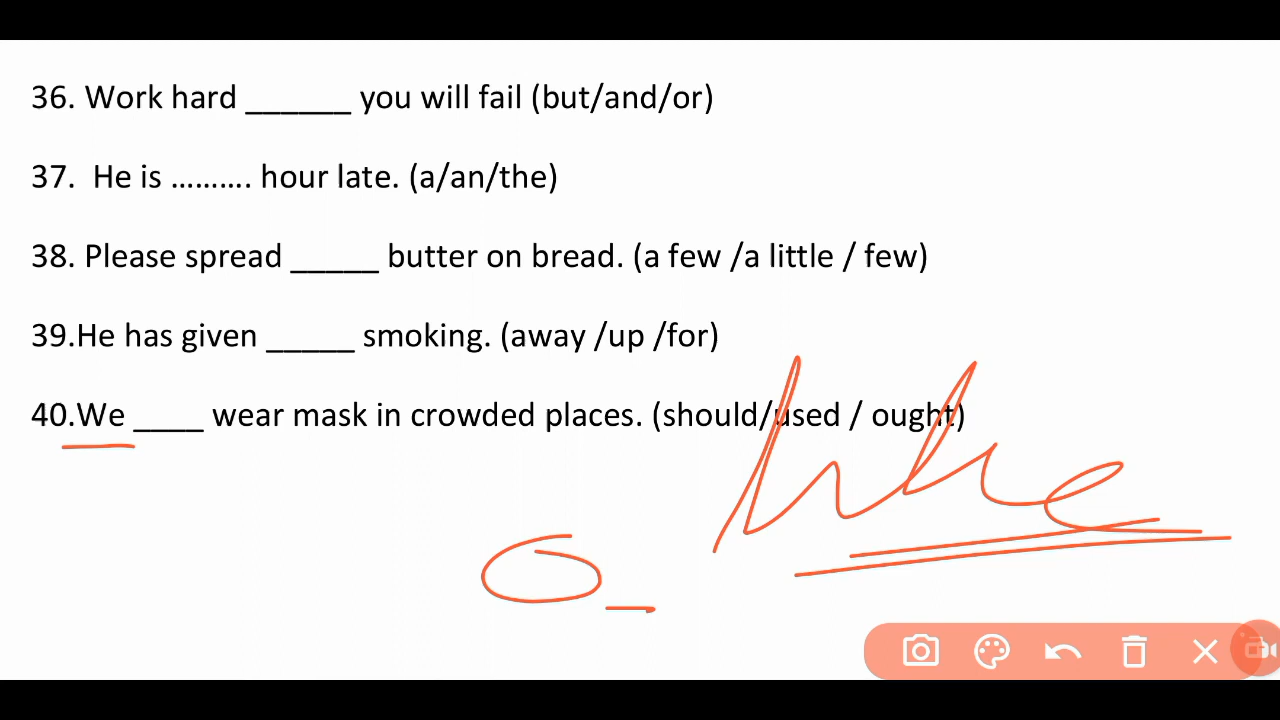 36. Work hard ______ you will fail (but/and/or)
37. He is .......... hour late. (a/an/the)
38. Please spread _____ butter on bread. (a few /a little / few)
39.He has given _____ smoking. (away /up /for)
40.We ____ wear mask in crowded places. (should/used / ought)